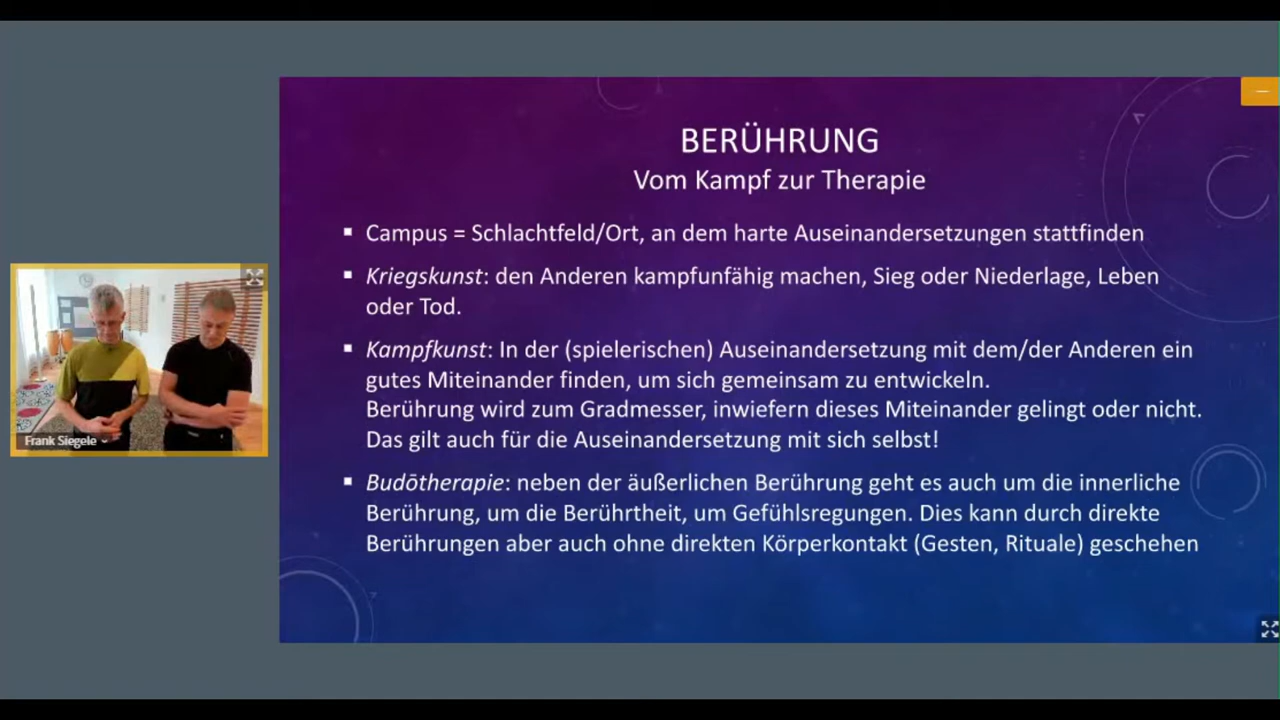 BERÜHRUNG
Vom Kampf zur Therapie
▪ Campus = Schlachtfeld/Ort, an dem harte Auseinandersetzungen stattfinden
▪ Kriegskunst: den Anderen kampfunfähig machen, Sieg oder Niederlage, Leben
oder Tod.
▪ Kampfkunst: In der (spielerischen) Auseinandersetzung mit dem/der Anderen ein
gutes Miteinander finden, um sich gemeinsam zu entwickeln.
Berührung wird zum Gradmesser, inwiefern dieses Miteinander gelingt oder nicht.
Das gilt auch für die Auseinandersetzung mit sich selbst!
▪ Budōtherapie: neben der äußerlichen Berührung geht es auch um die innerliche
Berührung, um die Berührtheit, um Gefühlsregungen. Dies kann durch direkte
Berührungen aber auch ohne direkten Körperkontakt (Gesten, Rituale) geschehen
Frank Siegele